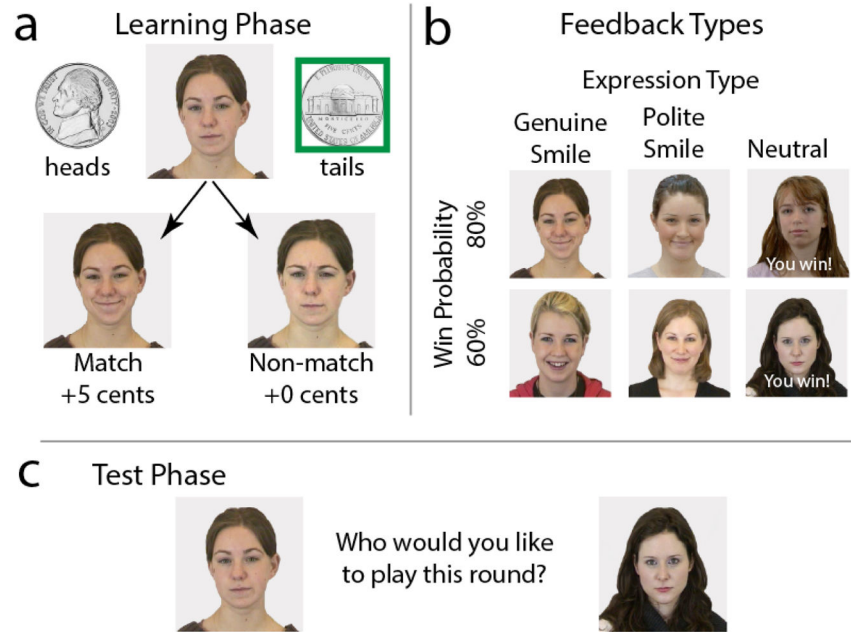 a
Learning Phase
heads
tails
Match
+5 cents
Non-match
+0 cents
b
Feedback Types
Expression Type
Genuine
Smile
Polite
Smile
Neutral
Win Probability
80%
You win!
60%
You win!
c
Test Phase
Who would you like
to play this round?